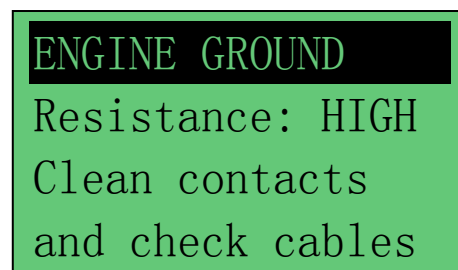 ENGINE GROUND
Resistance: HIGH
Clean contacts
and check cables